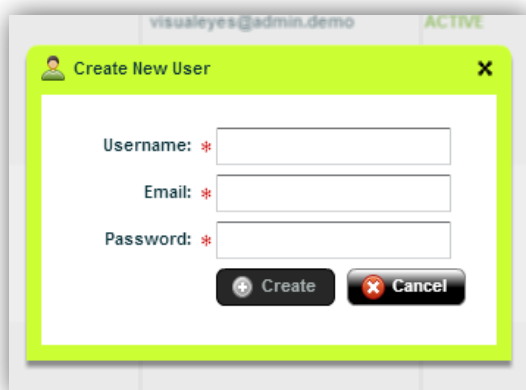 visualeyes@admin.demo ACTIVE
Create New User
Username: *
Email: *
Password: *
Create Cancel